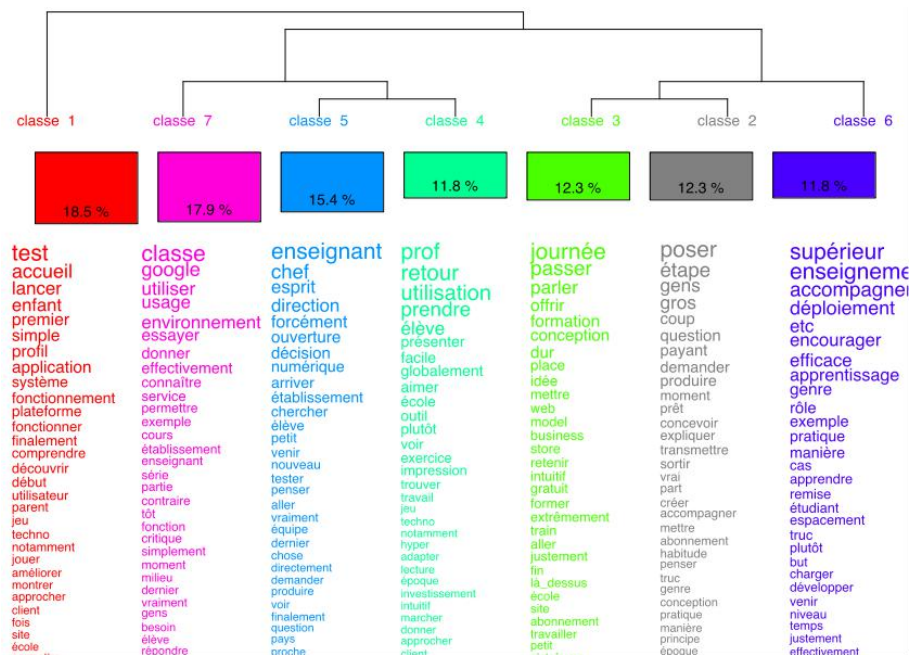 classe 1
classe 7
classe 5
classe 4
classe 3
classe 2
classe 6
18.5 %
17.9 %
15.4 %
11.8 %
12.3 %
12.3 %
11.8 %
test
accueil
lancer
enfant
premier
simple
profil
application
système
fonctionnement
plateforme
fonctionner
finalement
comprendre
découvrir
début
utilisateur
parent
jeu
techno
notamment
jouer
améliorer
montrer
approcher
client
fois
site
école
classe
google
utiliser
usage
environnement
essayer
donner
effectivement
connaître
service
permettre
exemple
cours
établissement
enseignant
série
partie
contraire
tôt
fonction
critique
simplement
moment
milieu
dernier
vraiment
gens
besoin
élève
répondre
enseignant
chef
esprit
direction
forcément
ouverture
décision
numérique
arriver
établissement
chercher
élève
petit
venir
nouveau
tester
penser
aller
vraiment
équipe
dernier
chose
directement
demander
produire
voir
finalement
question
pays
proche
prof
retour
utilisation
prendre
élève
présenter
facile
globalement
aimer
école
outil
plutôt
voir
exercice
impression
trouver
travail
jeu
techno
notamment
hyper
adapter
lecture
époque
investissement
intuitif
marcher
donner
approcher
client
journée
passer
parler
offrir
formation
conception
dur
place
idée
mettre
web
model
business
store
retenir
intuitif
gratuit
former
extrêmement
train
aller
justement
fin
là_dessus
école
site
abonnement
travailler
petit
poser
étape
gens
gros
coup
question
payant
demander
produire
moment
prêt
concevoir
expliquer
transmettre
sortir
vrai
part
créer
accompagner
mettre
abonnement
habitude
penser
truc
genre
conception
pratique
manière
principe
époque
supérieur
enseigneme
accompagner
déploiement
etc
encourager
efficace
apprentissage
genre
rôle
exemple
pratique
manière
cas
apprendre
remise
étudiant
espacement
truc
plutôt
but
charger
développer
venir
niveau
temps
justement
effectivement